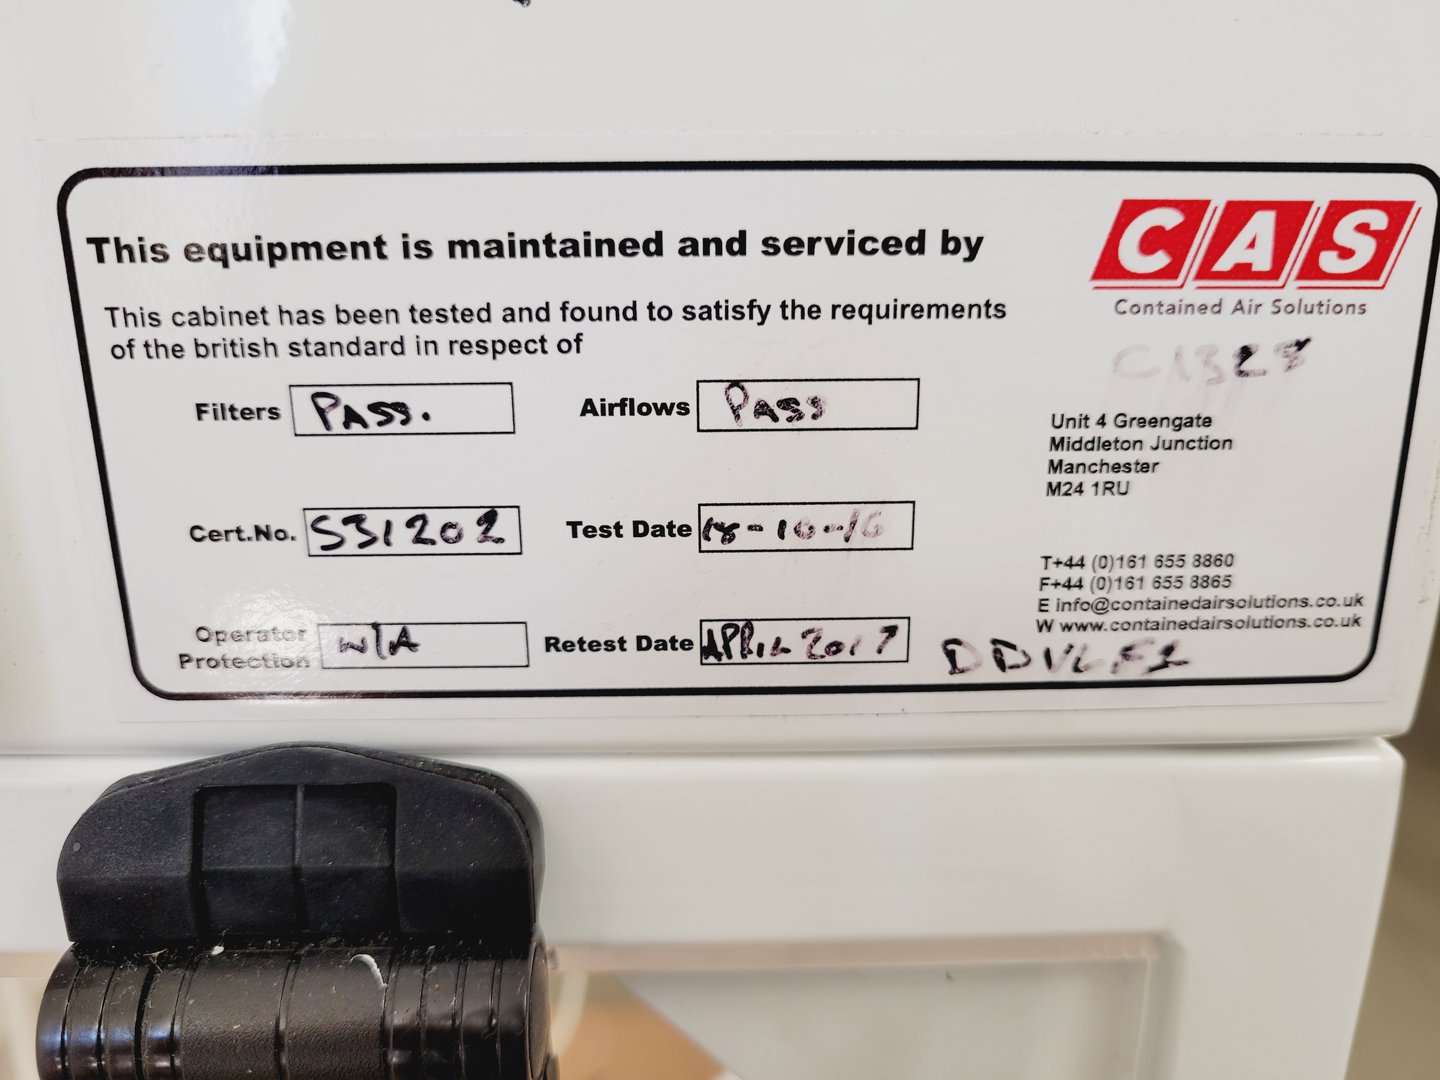 This equipment is maintained and serviced by
CAS
Contained Air Solutions
This cabinet has been tested and found to satisfy the requirements
of the british standard in respect of
C1328
Filters PASS. Airflows PASS
Unit 4 Greengate
Middleton Junction
Manchester
M24 1RU
Cert.No. S31202 Test Date 18-10-16
T+44 (0)161 655 8860
F+44 (0)161 655 8865
E info@containedairsolutions.co.uk
W www.containedairsolutions.co.uk
Operator
Protection N/A Retest Date APRIL 2017